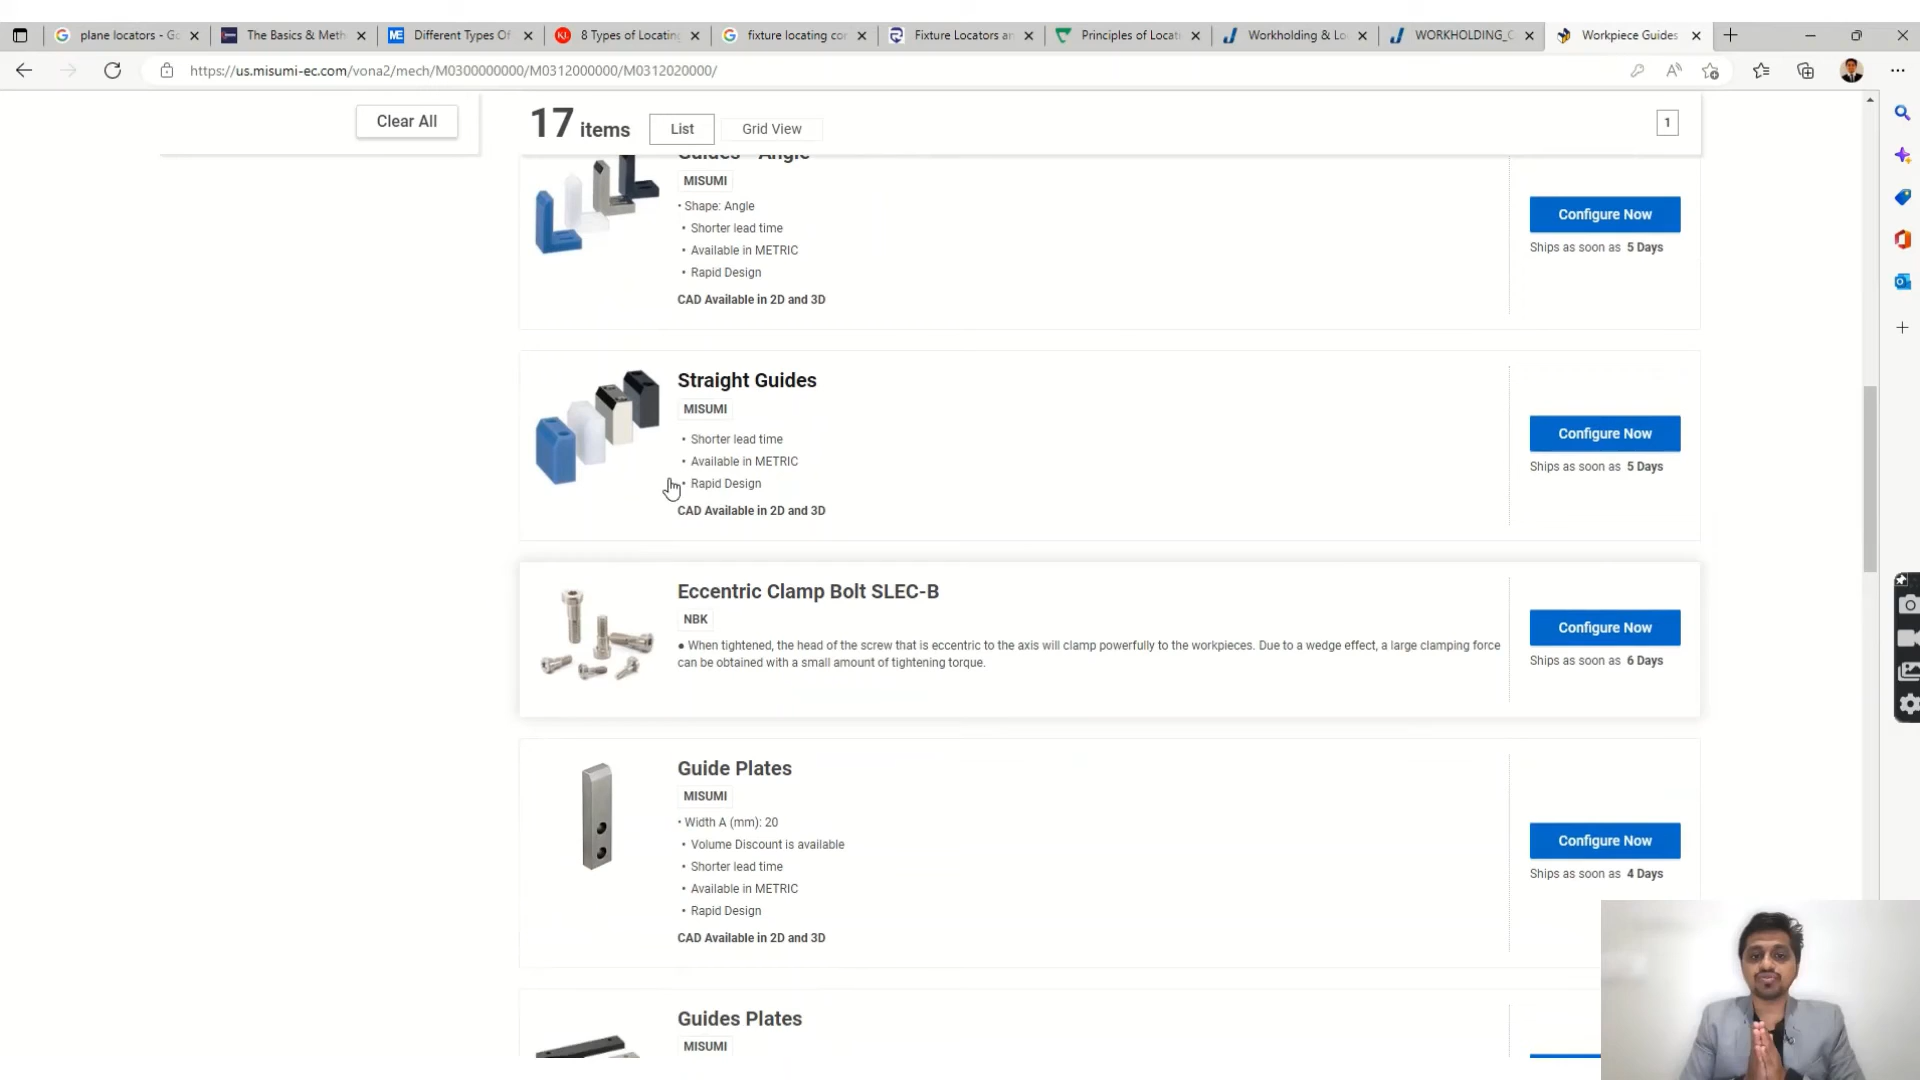 plane locators - Go
The Basics & Meth
ME Different Types Of
KI. 8 Types of Locating
fixture locating co
Fixture Locators an
Principles of Locati
Workholding & Lo
WORKHOLDING_C
Workpiece Guides
https://us.misumi-ec.com/vona2/mech/M0300000000/M0312000000/M0312020000/
Clear All
17 items
List
Grid View
1
Guides - Angle
MISUMI
• Shape: Angle
• Shorter lead time
• Available in METRIC
• Rapid Design
CAD Available in 2D and 3D
Configure Now
Ships as soon as 5 Days
Straight Guides
MISUMI
• Shorter lead time
• Available in METRIC
• Rapid Design
CAD Available in 2D and 3D
Configure Now
Ships as soon as 5 Days
Eccentric Clamp Bolt SLEC-B
NBK
● When tightened, the head of the screw that is eccentric to the axis will clamp powerfully to the workpieces. Due to a wedge effect, a large clamping force
can be obtained with a small amount of tightening torque.
Configure Now
Ships as soon as 6 Days
Guide Plates
MISUMI
• Width A (mm): 20
• Volume Discount is available
• Shorter lead time
• Available in METRIC
• Rapid Design
CAD Available in 2D and 3D
Configure Now
Ships as soon as 4 Days
Guides Plates
MISUMI